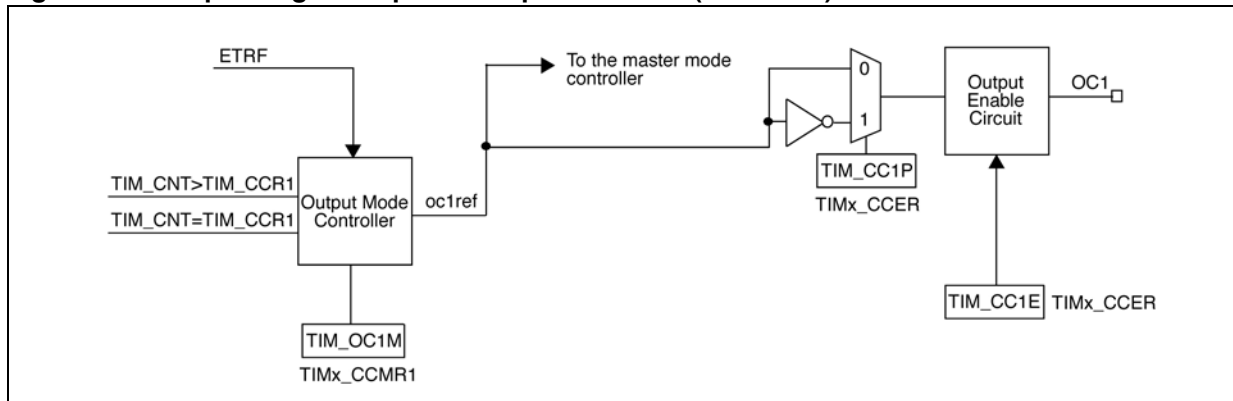 ETRF
To the master mode
controller
0
1
Output
Enable
Circuit
OC1
TIM_CNT>TIM_CCR1
TIM_CNT=TIM_CCR1
Output Mode
Controller
oc1ref
TIM_CC1P
TIMx_CCER
TIM_CC1E TIMx_CCER
TIM_OC1M
TIMx_CCMR1